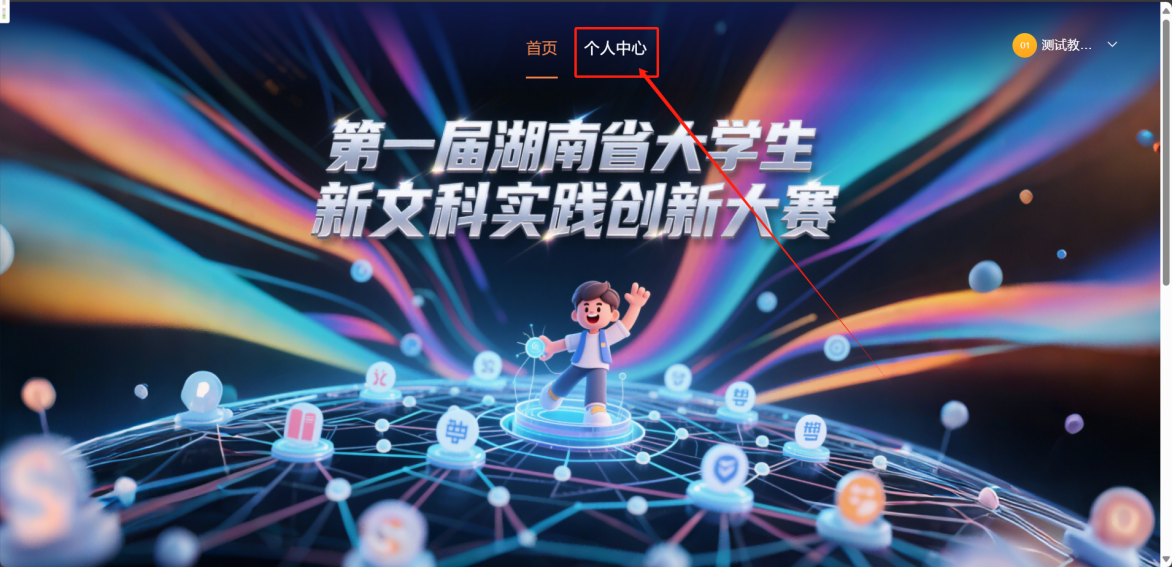 首页
个人中心
01
测试教...
第一届湖南省大学生
新文科实践创新大赛